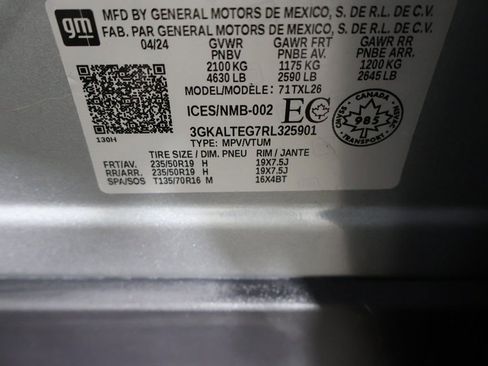 gm
MFD BY GENERAL MOTORS DE MEXICO, S. DE R.L. DE C.V.
FAB. PAR GENERAL MOTORS DE MEXICO, S. DE R.L. DE C.V.
04/24 GVWR GAWR FRT GAWR RR
PNBV PNBE AV. PNBE ARR.
2100 KG 1175 KG 1200 KG
4630 LB 2590 LB 2645 LB
MODEL/MODÈLE: 71TXL26
ICES/NMB-002 EC
3GKALTEG7RL325901
TYPE: MPV/VTUM
130H
CANADA
985
TRANSPORT
TIRE SIZE / DIM. PNEU RIM / JANTE
FRT/AV. 235/50R19 H 19X7.5J
RR/ARR. 235/50R19 H 19X7.5J
SPA/SOS T135/70R16 M 16X4BT